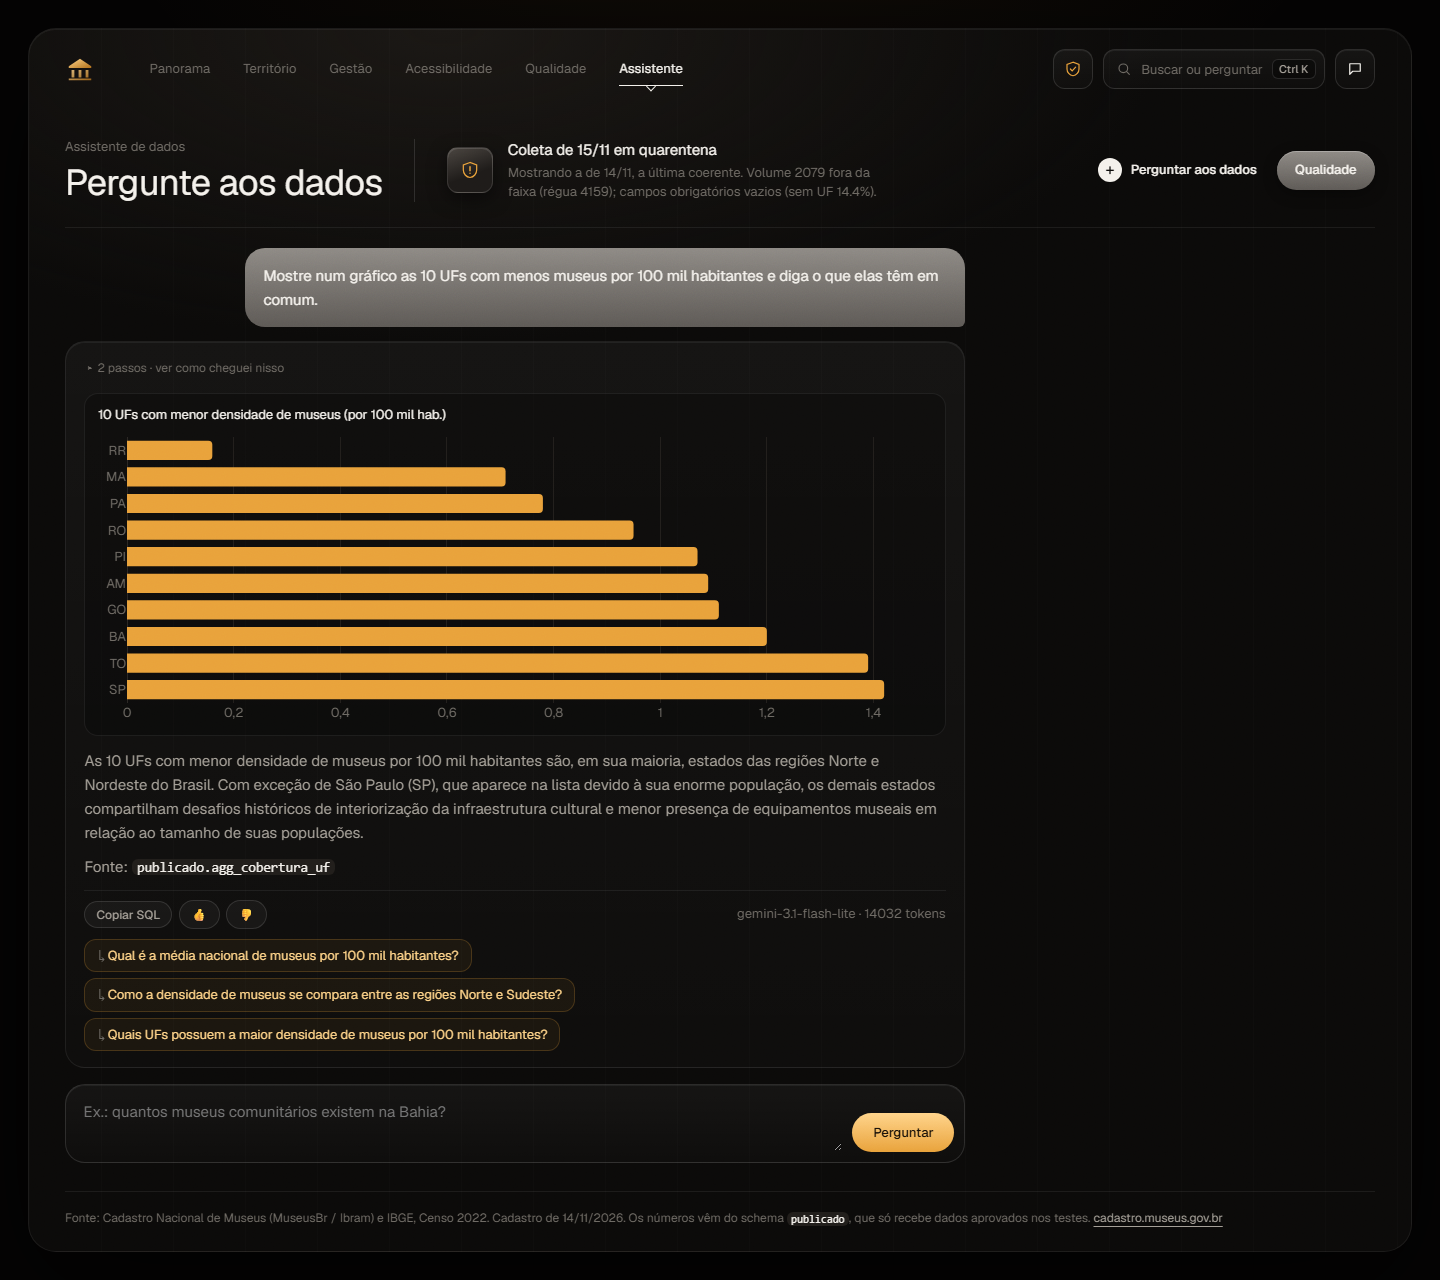 Panorama
Território
Gestão
Acessibilidade
Qualidade
Assistente
Buscar ou perguntar
Ctrl K
Assistente de dados
Pergunte aos dados
Coleta de 15/11 em quarentena
Mostrando a de 14/11, a última coerente. Volume 2079 fora da
faixa (régua 4159); campos obrigatórios vazios (sem UF 14.4%).
Perguntar aos dados
Qualidade
Mostre num gráfico as 10 UFs com menos museus por 100 mil habitantes e diga o que elas têm em
comum.
2 passos · ver como cheguei nisso
10 UFs com menor densidade de museus (por 100 mil hab.)
RR
MA
PA
RO
PI
AM
GO
BA
TO
SP
0
0,2
0,4
0,6
0,8
1
1,2
1,4
As 10 UFs com menor densidade de museus por 100 mil habitantes são, em sua maioria, estados das regiões Norte e
Nordeste do Brasil. Com exceção de São Paulo (SP), que aparece na lista devido à sua enorme população, os demais estados
compartilham desafios históricos de interiorização da infraestrutura cultural e menor presença de equipamentos museais em
relação ao tamanho de suas populações.
Fonte: publicado.agg_cobertura_uf
Copiar SQL
gemini-3.1-flash-lite · 14032 tokens
Qual é a média nacional de museus por 100 mil habitantes?
Como a densidade de museus se compara entre as regiões Norte e Sudeste?
Quais UFs possuem a maior densidade de museus por 100 mil habitantes?
Ex.: quantos museus comunitários existem na Bahia?
Perguntar
Fonte: Cadastro Nacional de Museus (MuseusBr / Ibram) e IBGE, Censo 2022. Cadastro de 14/11/2026. Os números vêm do schema publicado, que só recebe dados aprovados nos testes. cadastro.museus.gov.br